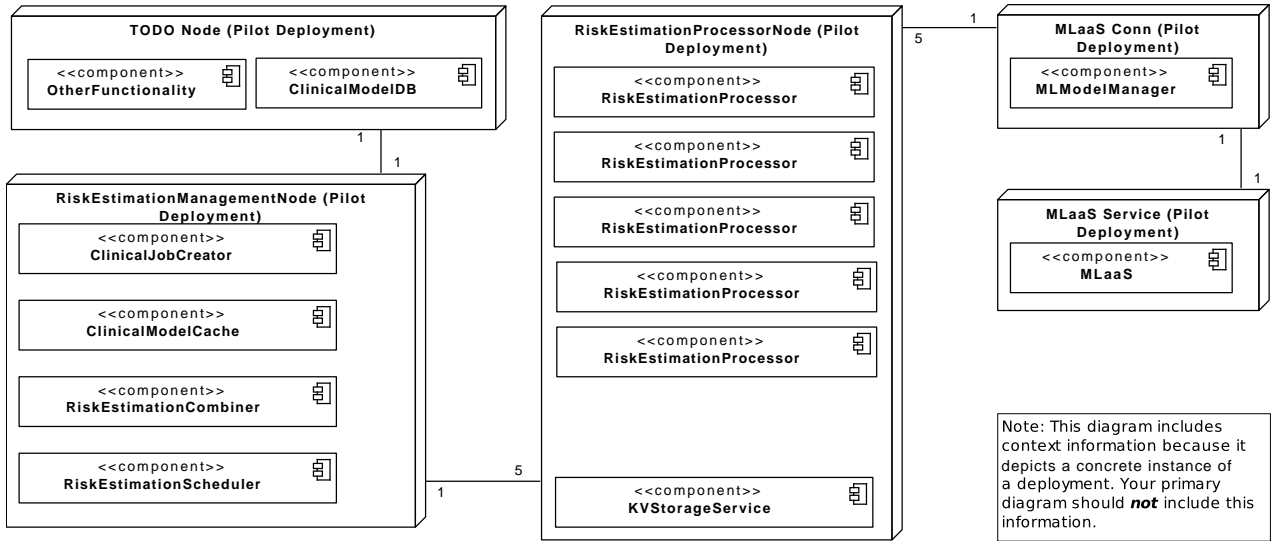 TODO Node (Pilot Deployment)
<<component>>
OtherFunctionality
<<component>>
ClinicalModelDB
1
1
RiskEstimationManagementNode (Pilot
Deployment)
<<component>>
ClinicalJobCreator
<<component>>
ClinicalModelCache
<<component>>
RiskEstimationCombiner
<<component>>
RiskEstimationScheduler
1
5
RiskEstimationProcessorNode (Pilot
Deployment)
<<component>>
RiskEstimationProcessor
<<component>>
RiskEstimationProcessor
<<component>>
RiskEstimationProcessor
<<component>>
RiskEstimationProcessor
<<component>>
RiskEstimationProcessor
<<component>>
KVStorageService
5
1
MLaaS Conn (Pilot
Deployment)
<<component>>
MLModelManager
1
1
MLaaS Service (Pilot
Deployment)
<<component>>
MLaaS
Note: This diagram includes
context information because it
depicts a concrete instance of
a deployment. Your primary
diagram should not include this
information.